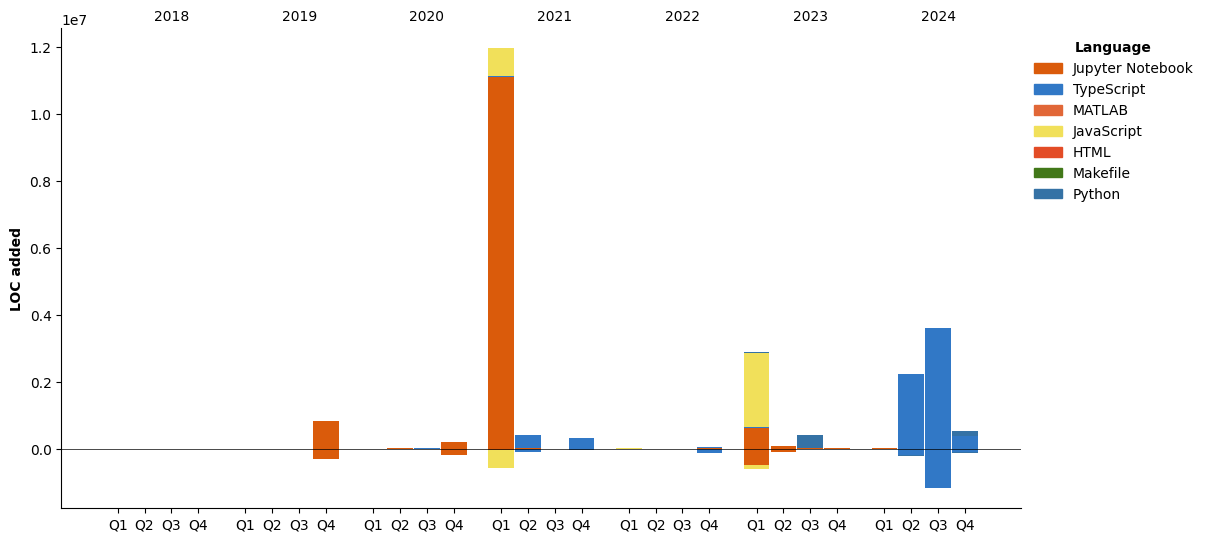 1e7
2018 2019 2020 2021 2022 2023 2024
Language
Jupyter Notebook
TypeScript
MATLAB
JavaScript
HTML
Makefile
Python
LOC added
1.2
1.0
0.8
0.6
0.4
0.2
0.0
Q1 Q2 Q3 Q4 Q1 Q2 Q3 Q4 Q1 Q2 Q3 Q4 Q1 Q2 Q3 Q4 Q1 Q2 Q3 Q4 Q1 Q2 Q3 Q4 Q1 Q2 Q3 Q4